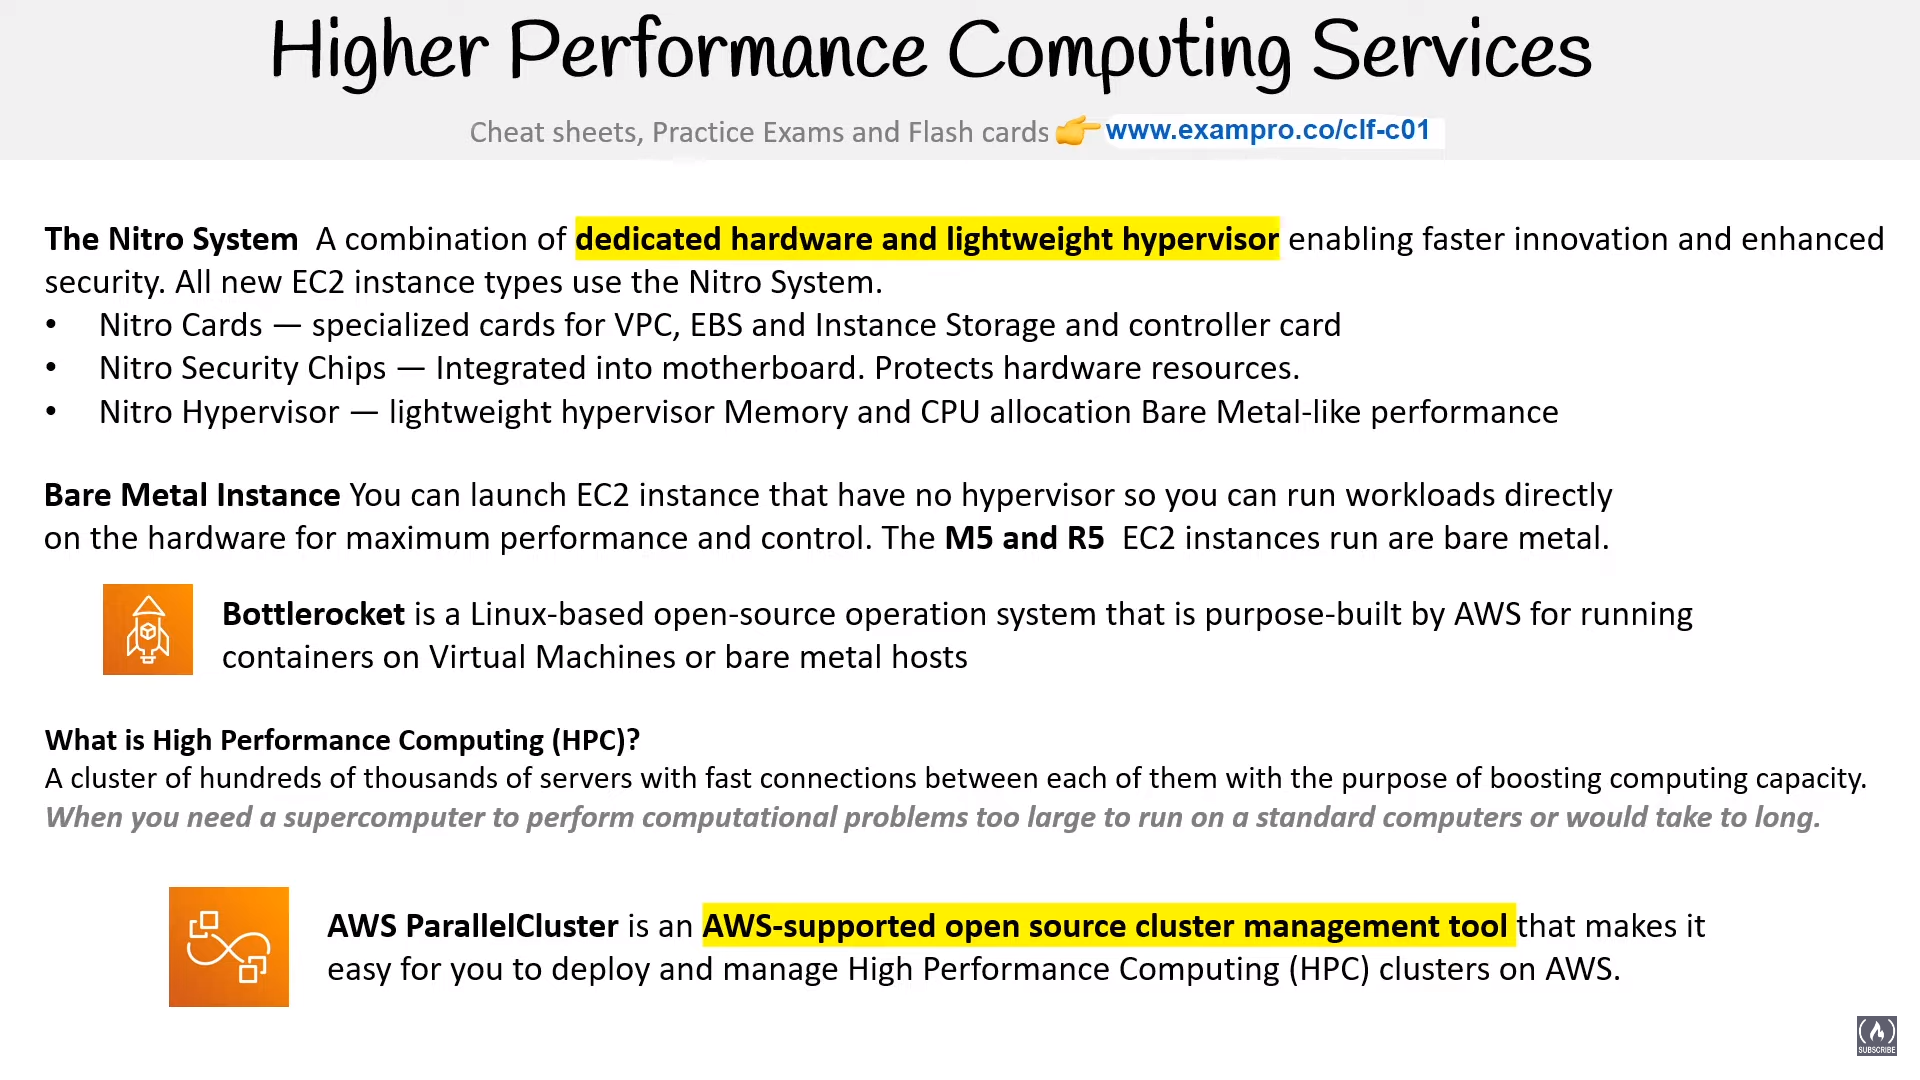 Higher Performance Computing Services
Cheat sheets, Practice Exams and Flash cards 👉 www.exampro.co/clf-c01
The Nitro System A combination of dedicated hardware and lightweight hypervisor enabling faster innovation and enhanced
security. All new EC2 instance types use the Nitro System.
• Nitro Cards — specialized cards for VPC, EBS and Instance Storage and controller card
• Nitro Security Chips — Integrated into motherboard. Protects hardware resources.
• Nitro Hypervisor — lightweight hypervisor Memory and CPU allocation Bare Metal-like performance
Bare Metal Instance You can launch EC2 instance that have no hypervisor so you can run workloads directly
on the hardware for maximum performance and control. The M5 and R5 EC2 instances run are bare metal.
Bottlerocket is a Linux-based open-source operation system that is purpose-built by AWS for running
containers on Virtual Machines or bare metal hosts
What is High Performance Computing (HPC)?
A cluster of hundreds of thousands of servers with fast connections between each of them with the purpose of boosting computing capacity.
When you need a supercomputer to perform computational problems too large to run on a standard computers or would take to long.
AWS ParallelCluster is an AWS-supported open source cluster management tool that makes it
easy for you to deploy and manage High Performance Computing (HPC) clusters on AWS.
SUBSCRIBE